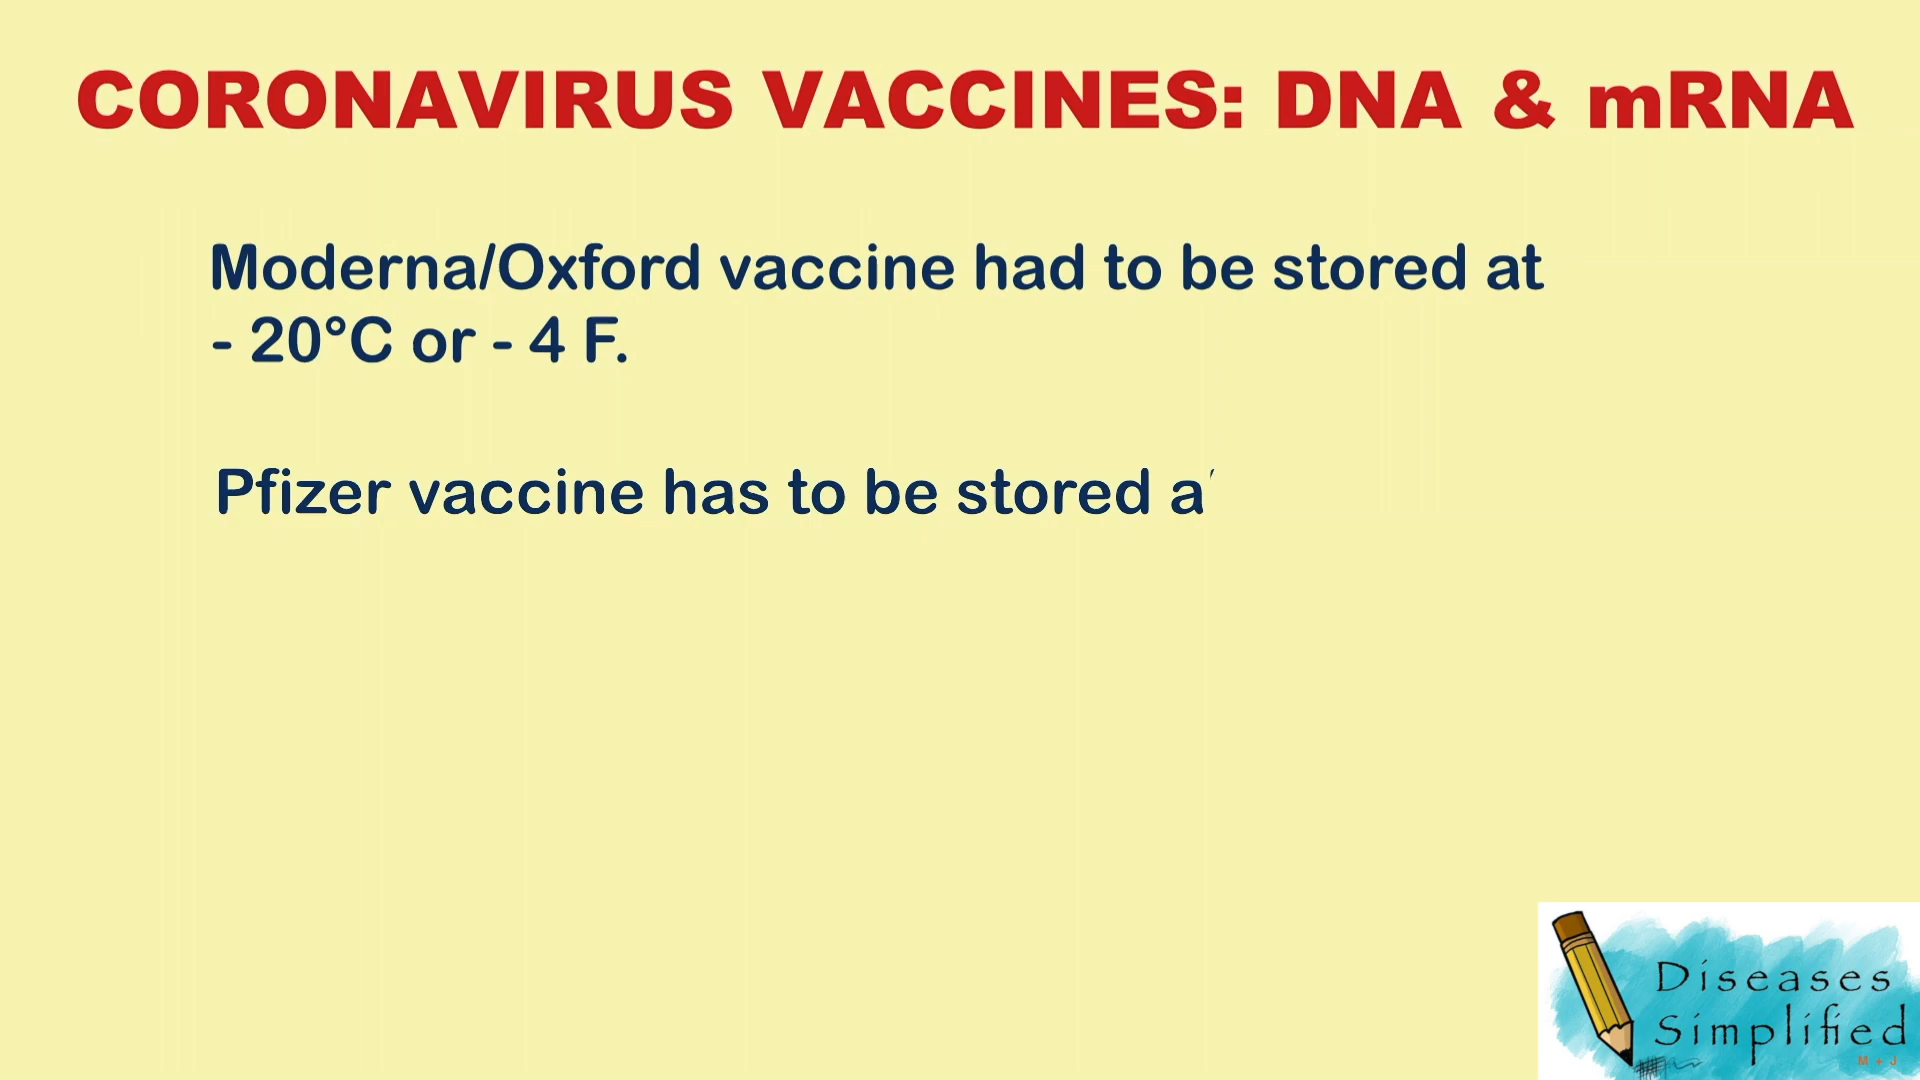 CORONAVIRUS VACCINES: DNA & mRNA
Moderna/Oxford vaccine had to be stored at
- 20°C or - 4 F.
Pfizer vaccine has to be stored a
Diseases
Simplified
M + J